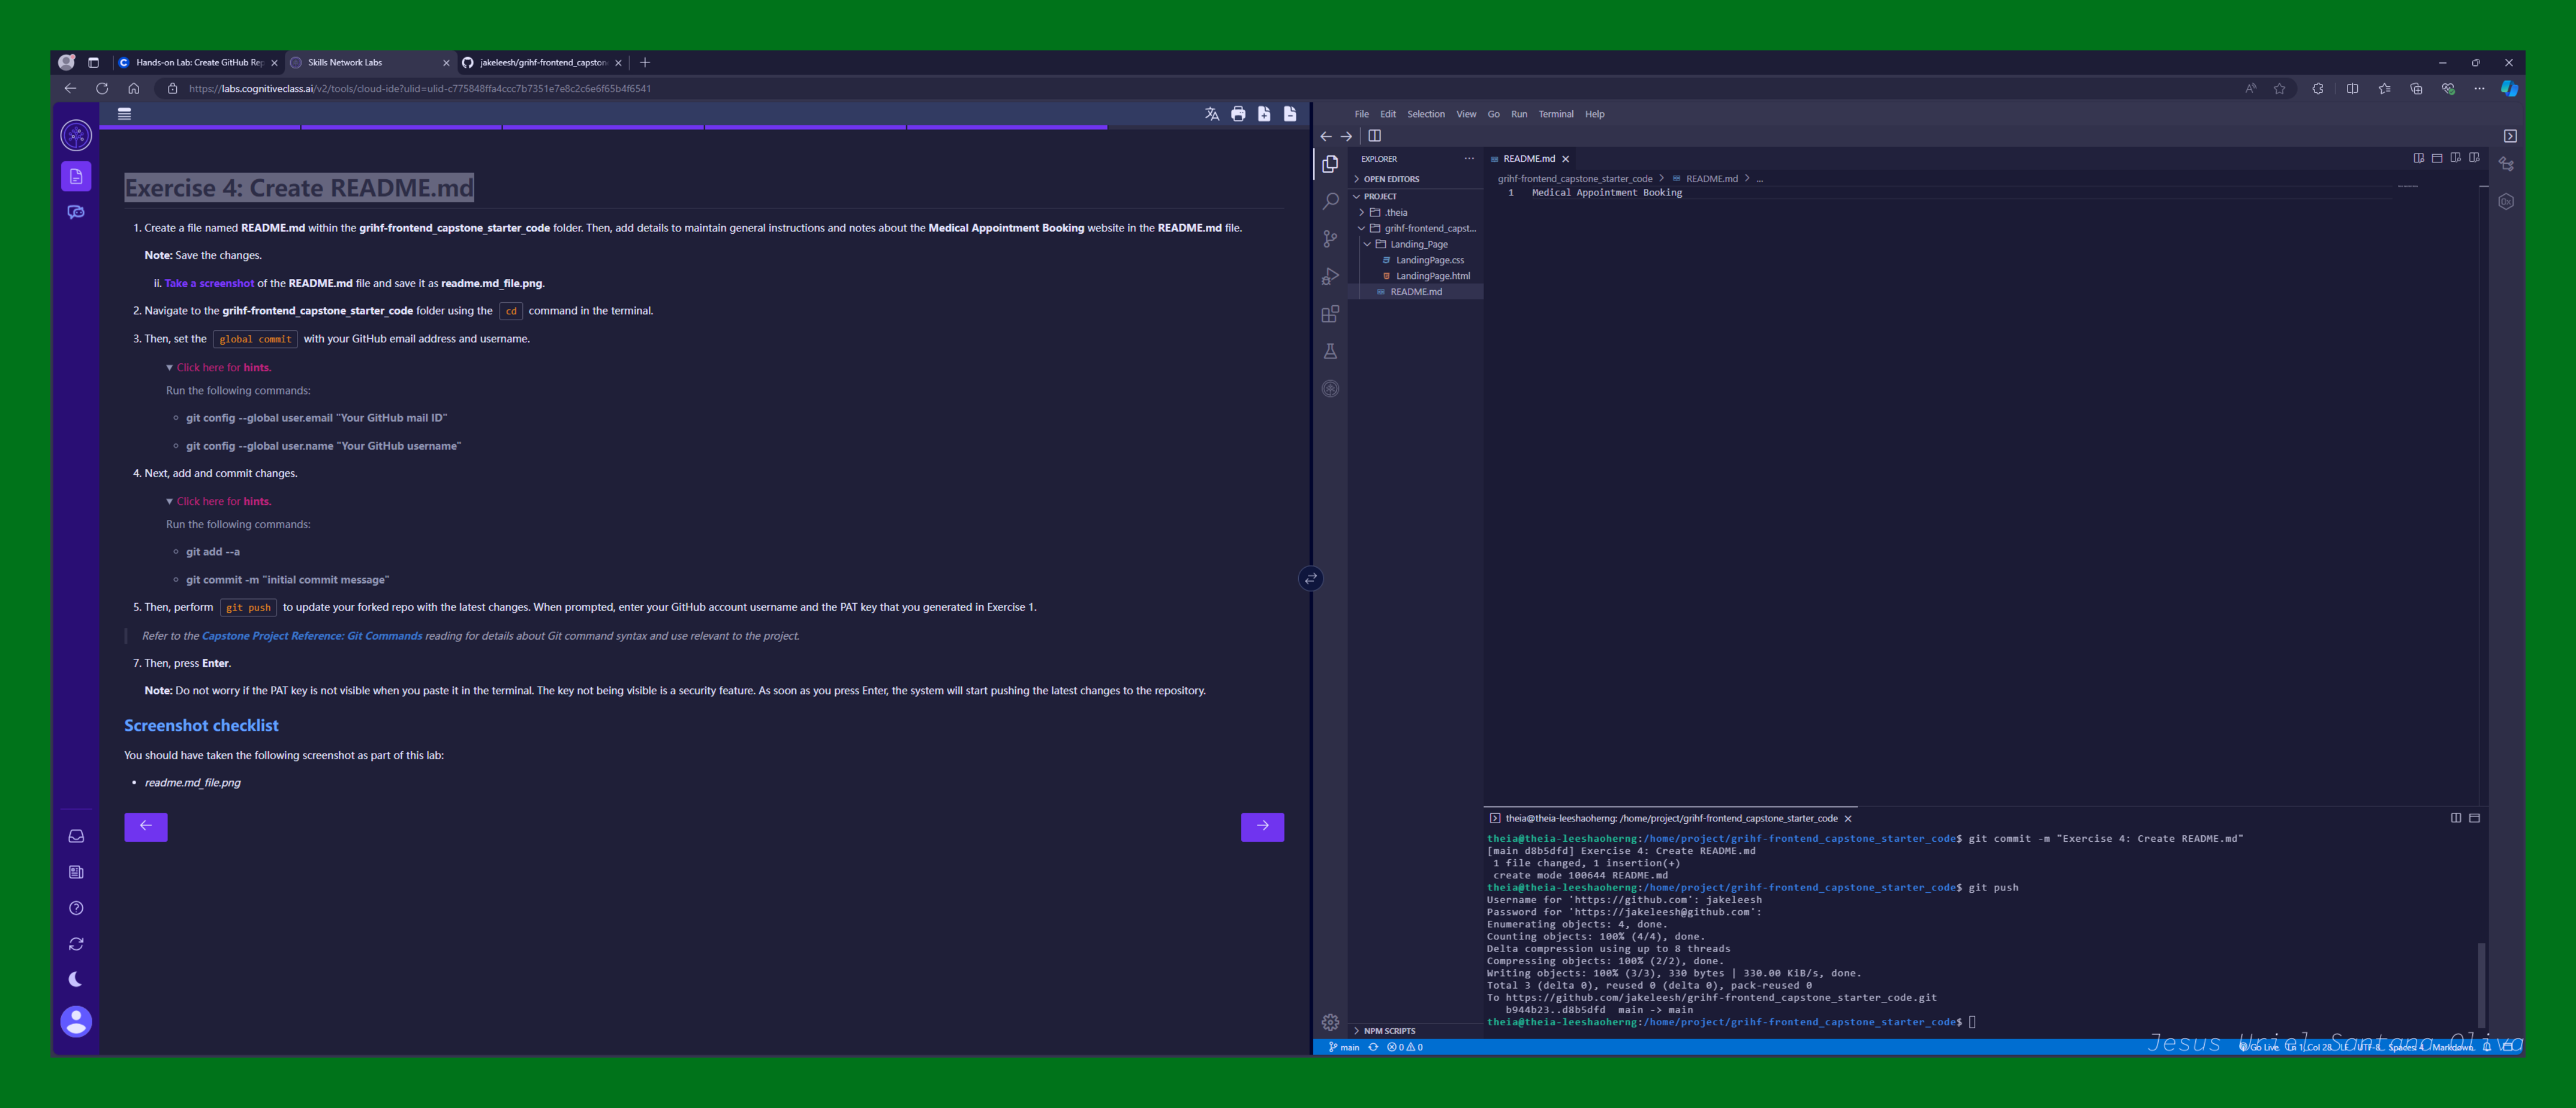 Hands-on Lab: Create GitHub Rep
Skills Network Labs
jakeleesh/grihf-frontend_capston
https://labs.cognitiveclass.ai/v2/tools/cloud-ide?ulid=ulid-c775848ffa4ccc7b7351e7e8c2c6e6f65b4f6541
Exercise 4: Create README.md
1. Create a file named README.md within the grihf-frontend_capstone_starter_code folder. Then, add details to maintain general instructions and notes about the Medical Appointment Booking website in the README.md file.
Note: Save the changes.
ii. Take a screenshot of the README.md file and save it as readme.md_file.png.
2. Navigate to the grihf-frontend_capstone_starter_code folder using the cd command in the terminal.
3. Then, set the global commit with your GitHub email address and username.
▼ Click here for hints.
Run the following commands:
◦ git config --global user.email "Your GitHub mail ID"
◦ git config --global user.name "Your GitHub username"
4. Next, add and commit changes.
▼ Click here for hints.
Run the following commands:
◦ git add --a
◦ git commit -m "initial commit message"
5. Then, perform git push to update your forked repo with the latest changes. When prompted, enter your GitHub account username and the PAT key that you generated in Exercise 1.
Refer to the Capstone Project Reference: Git Commands reading for details about Git command syntax and use relevant to the project.
7. Then, press Enter.
Note: Do not worry if the PAT key is not visible when you paste it in the terminal. The key not being visible is a security feature. As soon as you press Enter, the system will start pushing the latest changes to the repository.
Screenshot checklist
You should have taken the following screenshot as part of this lab:
• readme.md_file.png
File Edit Selection View Go Run Terminal Help
EXPLORER ...
OPEN EDITORS
PROJECT
.theia
grihf-frontend_capst...
Landing_Page
LandingPage.css
LandingPage.html
README.md
NPM SCRIPTS
README.md
grihf-frontend_capstone_starter_code > README.md > ...
1 Medical Appointment Booking
theia@theia-leeshaoherng: /home/project/grihf-frontend_capstone_starter_code
theia@theia-leeshaoherng:/home/project/grihf-frontend_capstone_starter_code$ git commit -m "Exercise 4: Create README.md"
[main d8b5dfd] Exercise 4: Create README.md
1 file changed, 1 insertion(+)
create mode 100644 README.md
theia@theia-leeshaoherng:/home/project/grihf-frontend_capstone_starter_code$ git push
Username for 'https://github.com': jakeleesh
Password for 'https://jakeleesh@github.com':
Enumerating objects: 4, done.
Counting objects: 100% (4/4), done.
Delta compression using up to 8 threads
Compressing objects: 100% (2/2), done.
Writing objects: 100% (3/3), 330 bytes | 330.00 KiB/s, done.
Total 3 (delta 0), reused 0 (delta 0), pack-reused 0
To https://github.com/jakeleesh/grihf-frontend_capstone_starter_code.git
b944b23..d8b5dfd main -> main
theia@theia-leeshaoherng:/home/project/grihf-frontend_capstone_starter_code$
main 0 0
Go Live Ln 1, Col 28 LF UTF-8 Spaces: 4 Markdown
Jesus Uriel Santana Oliva